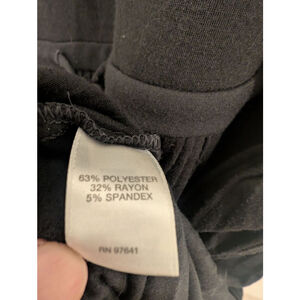 63% POLYESTER
32% RAYON
5% SPANDEX
RN 97641